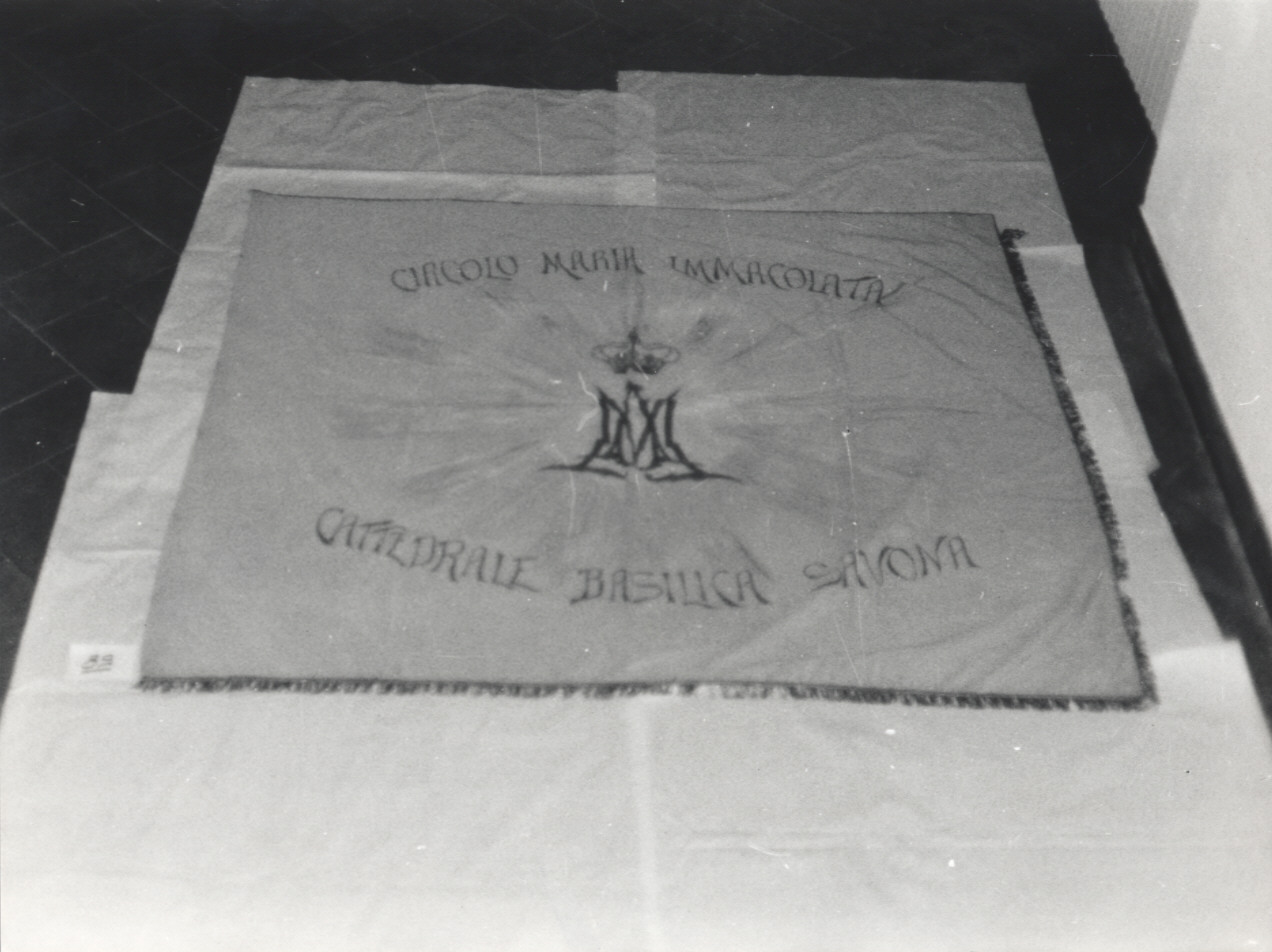 CIRCOLO MARIA IMMACOLATA
CATTEDRALE BASILICA SAVONA